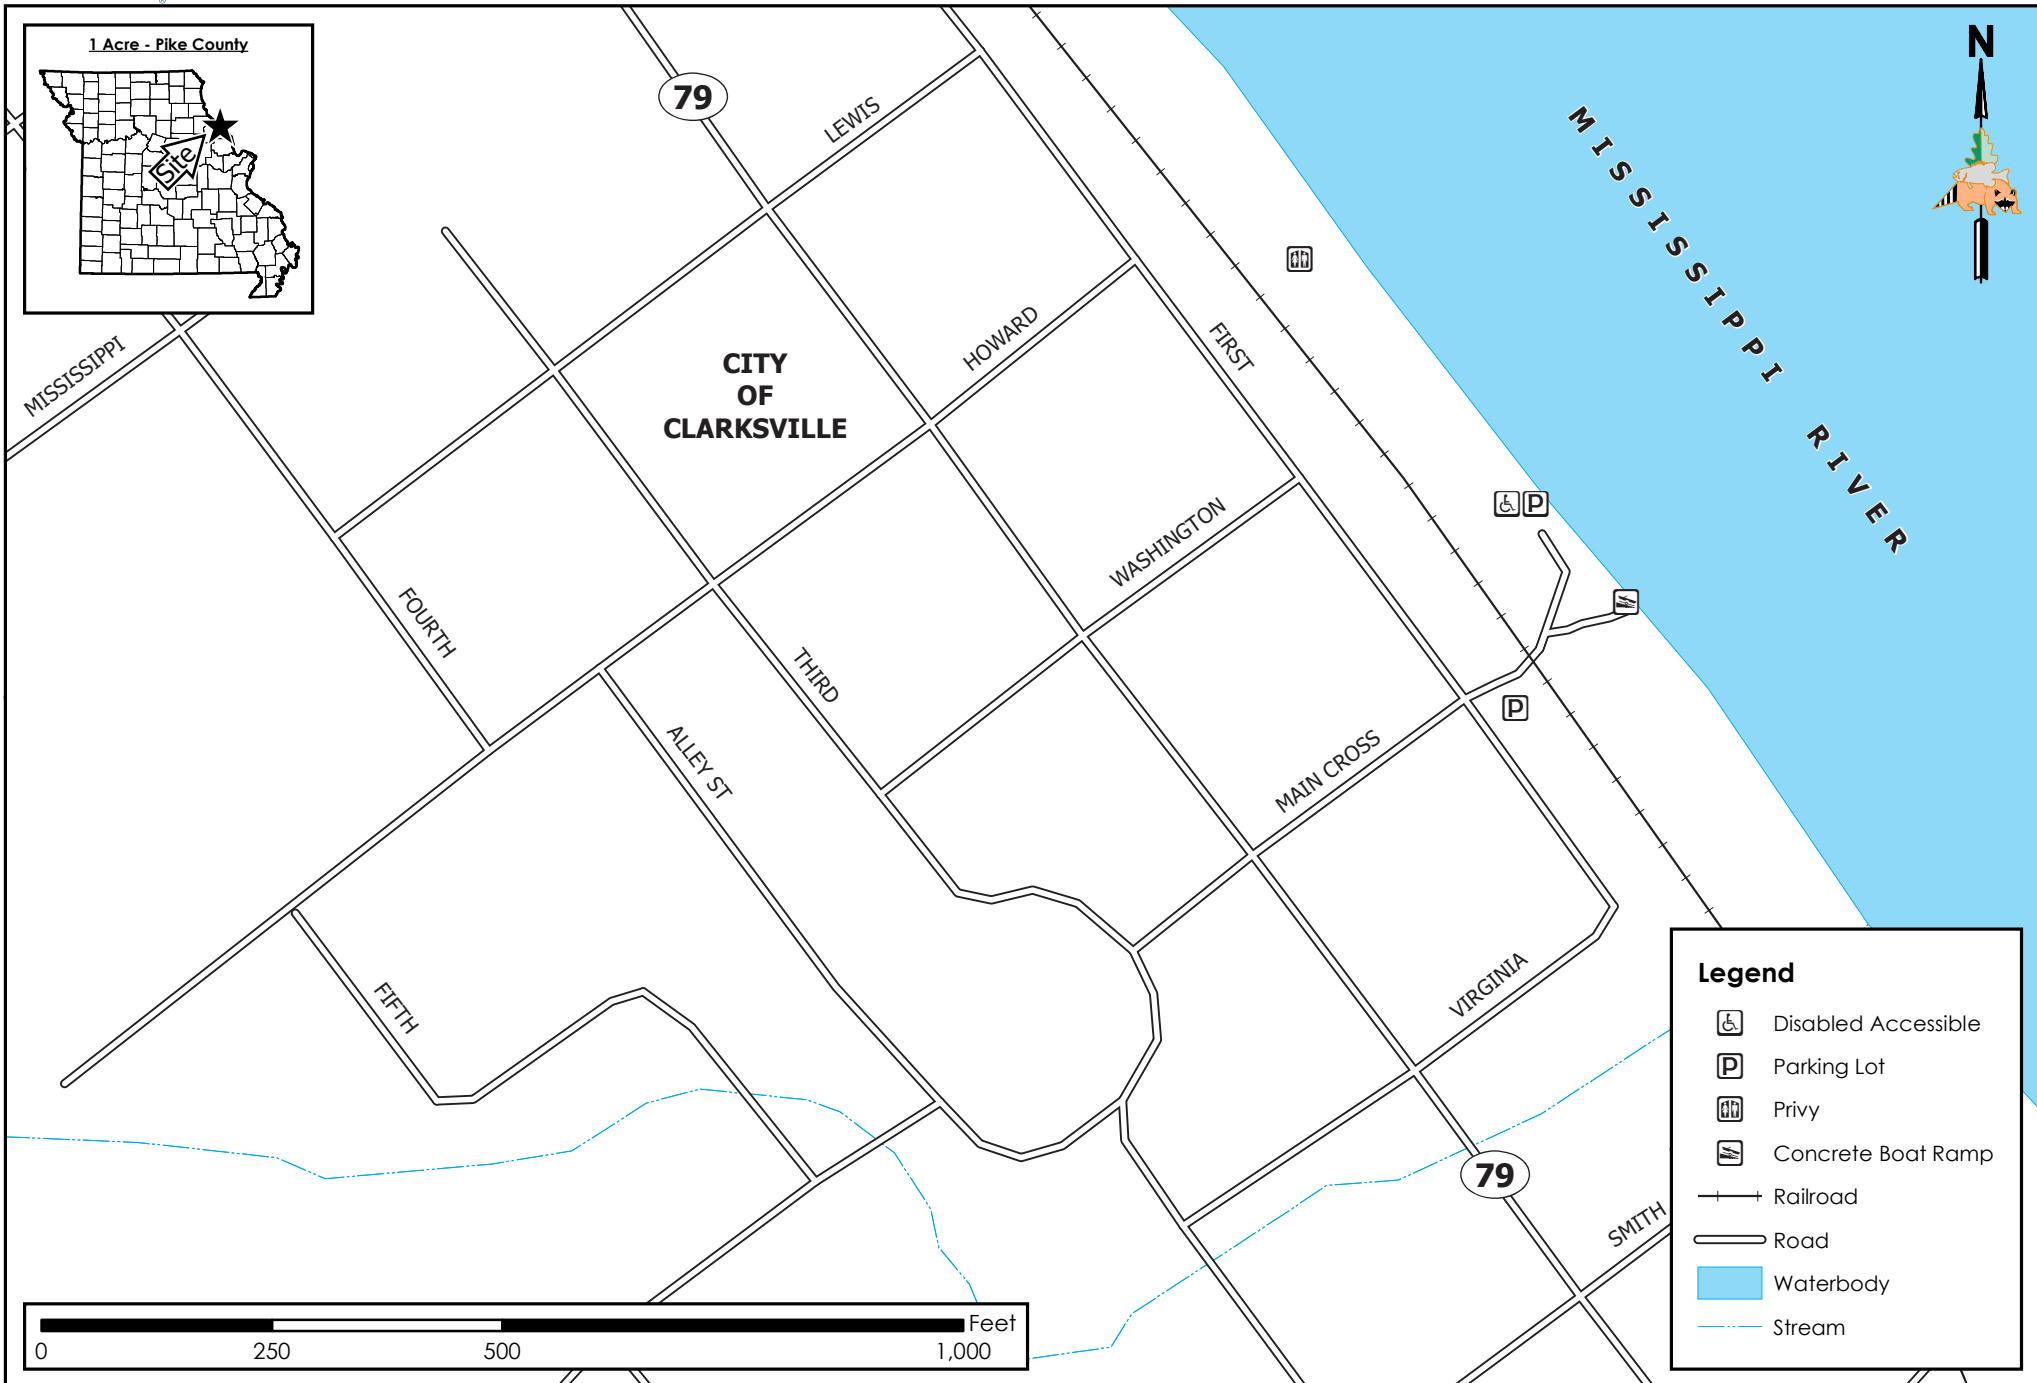 1 Acre - Pike County
Site
N
79
LEWIS
MISSISSIPPI RIVER
MISSISSIPPI
CITY
OF
CLARKSVILLE
HOWARD
FIRST
P
WASHINGTON
FOURTH
THIRD
P
ALLEY ST
MAIN CROSS
FIFTH
VIRGINIA
79
SMITH
Legend
Disabled Accessible
P Parking Lot
Privy
Concrete Boat Ramp
Railroad
Road
Waterbody
Stream
Feet
0 250 500 1,000